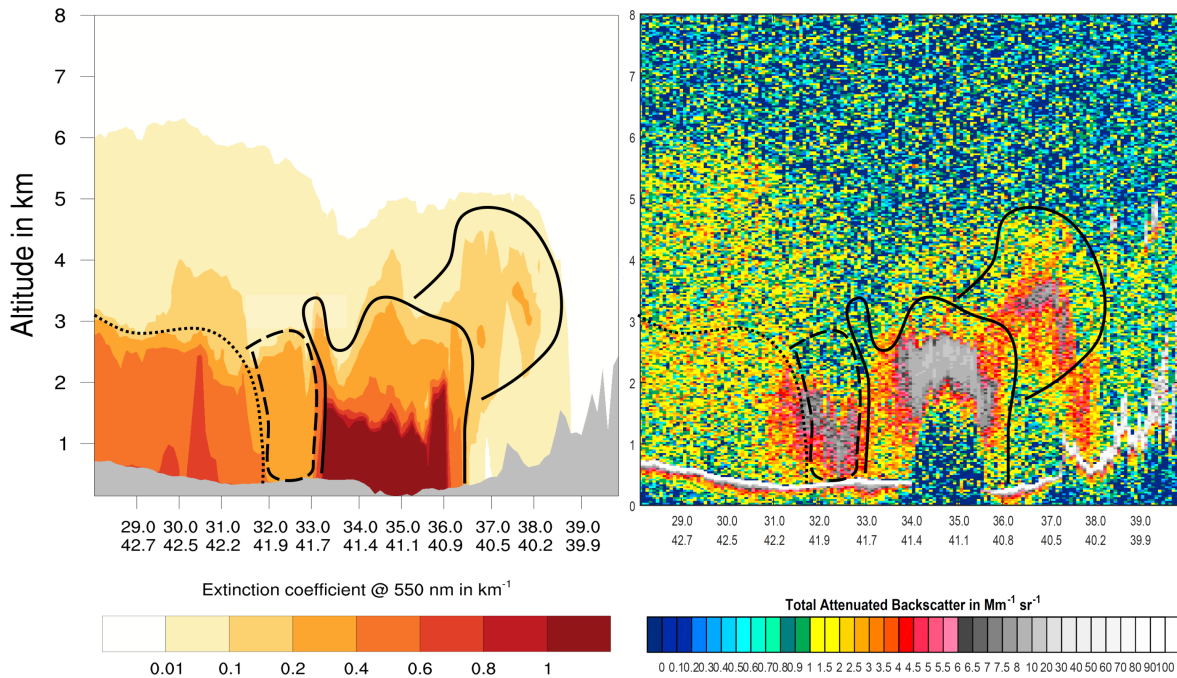 8
7
6
5
4
3
2
1
Altitude in km
29.0 30.0 31.0 32.0 33.0 34.0 35.0 36.0 37.0 38.0 39.0
42.7 42.5 42.2 41.9 41.7 41.4 41.1 40.9 40.5 40.2 39.9
Extinction coefficient @ 550 nm in km⁻¹
0.01 0.1 0.2 0.4 0.6 0.8 1
8
7
6
5
4
3
2
1
0
29.0 30.0 31.0 32.0 33.0 34.0 35.0 36.0 37.0 38.0 39.0
42.7 42.5 42.2 41.9 41.7 41.4 41.1 40.8 40.5 40.2 39.9
Total Attenuated Backscatter in Mm⁻¹ sr⁻¹
0 0.1 0.2 0.3 0.4 0.5 0.6 0.7 0.8 0.9 1 1.5 2 2.5 3 3.5 4 4.5 5 5.5 6 6.5 7 7.5 8 10 20 30 40 50 60 70 80 90 100